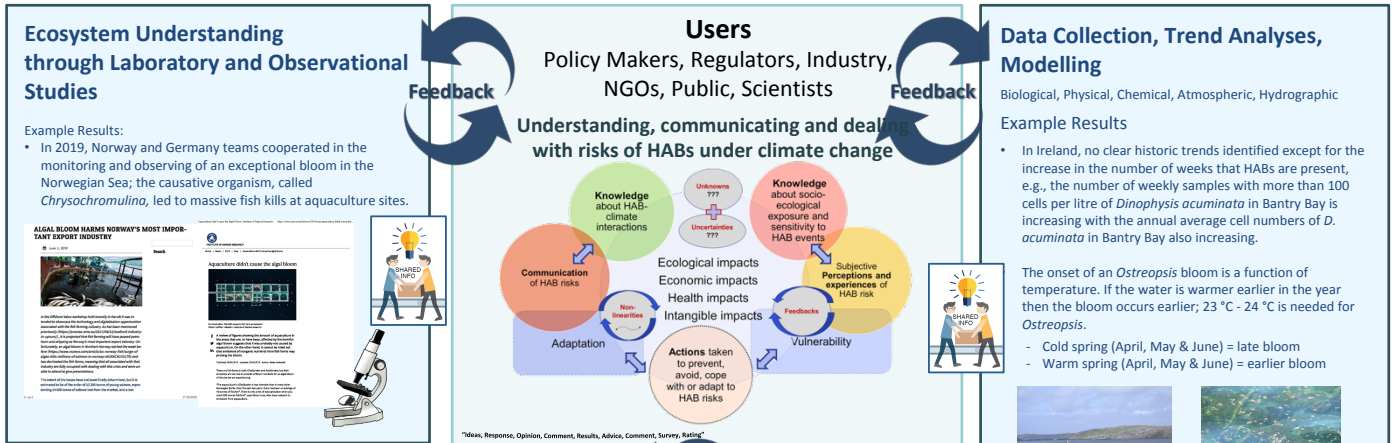 Ecosystem Understanding
through Laboratory and Observational
Studies
Example Results:
• In 2019, Norway and Germany teams cooperated in the
monitoring and observing of an exceptional bloom in the
Norwegian Sea; the causative organism, called
Chrysochromulina, led to massive fish kills at aquaculture sites.
ALGAL BLOOM HARMS NORWAY'S MOST IMPOR-
TANT EXPORT INDUSTRY
Aquaculture didn't cause the algal bloom
SHARED
INFO
Feedback
Users
Policy Makers, Regulators, Industry,
NGOs, Public, Scientists
Understanding, communicating and dealing
with risks of HABs under climate change
Knowledge
about HAB-
climate
interactions
Unknowns
???
Uncertainties
???
Knowledge
about socio-
ecological
exposure and
sensitivity to
HAB events
Communication
of HAB risks
Ecological impacts
Economic impacts
Health impacts
Intangible impacts
Subjective
Perceptions and
experiences of
HAB risk
Non-
linearities
Feedbacks
Adaptation
Vulnerability
Actions taken
to prevent,
avoid, cope
with or adapt to
HAB risks
"Ideas, Response, Opinion, Comment, Results, Advice, Comment, Survey, Rating"
Feedback
Data Collection, Trend Analyses,
Modelling
Biological, Physical, Chemical, Atmospheric, Hydrographic
Example Results
• In Ireland, no clear historic trends identified except for the
increase in the number of weeks that HABs are present,
e.g., the number of weekly samples with more than 100
cells per litre of Dinophysis acuminata in Bantry Bay is
increasing with the annual average cell numbers of D.
acuminata in Bantry Bay also increasing.
• The onset of an Ostreopsis bloom is a function of
temperature. If the water is warmer earlier in the year
then the bloom occurs earlier; 23 °C - 24 °C is needed for
Ostreopsis.
- Cold spring (April, May & June) = late bloom
- Warm spring (April, May & June) = earlier bloom
SHARED
INFO